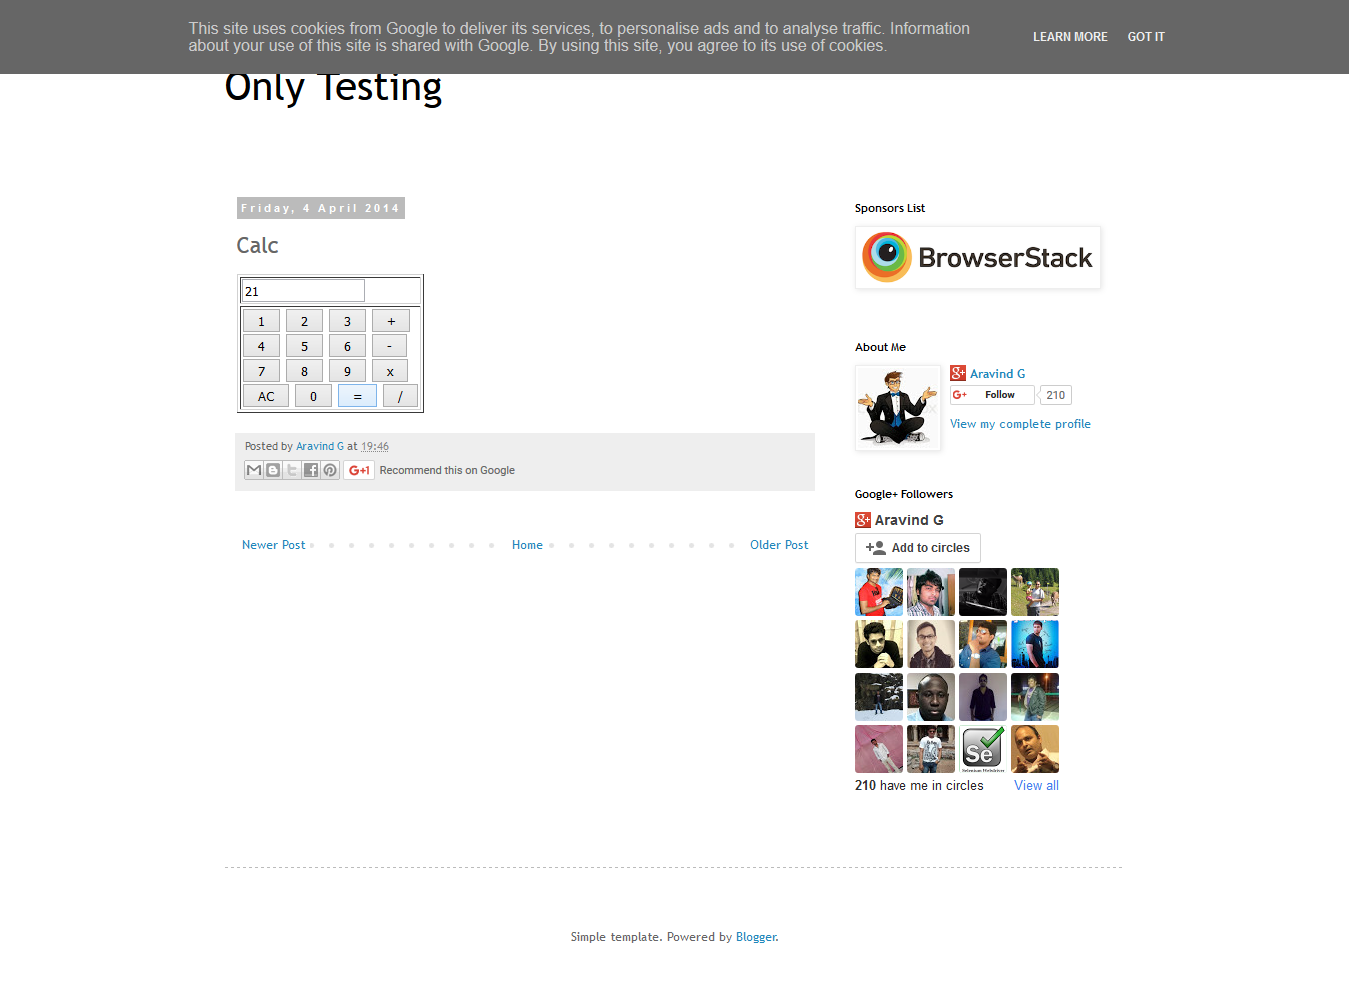 This site uses cookies from Google to deliver its services, to personalise ads and to analyse traffic. Information
about your use of this site is shared with Google. By using this site, you agree to its use of cookies.
LEARN MORE GOT IT
Only Testing
Friday, 4 April 2014
Calc
21
1 2 3 +
4 5 6 -
7 8 9 x
AC 0 = /
Posted by Aravind G at 19:46
G+1 Recommend this on Google
Newer Post Home Older Post
Sponsors List
BrowserStack
About Me
g+ Aravind G
G+ Follow 210
View my complete profile
Google+ Followers
g+ Aravind G
Add to circles
Se
Selenium Webdriver
210 have me in circles View all
Simple template. Powered by Blogger.